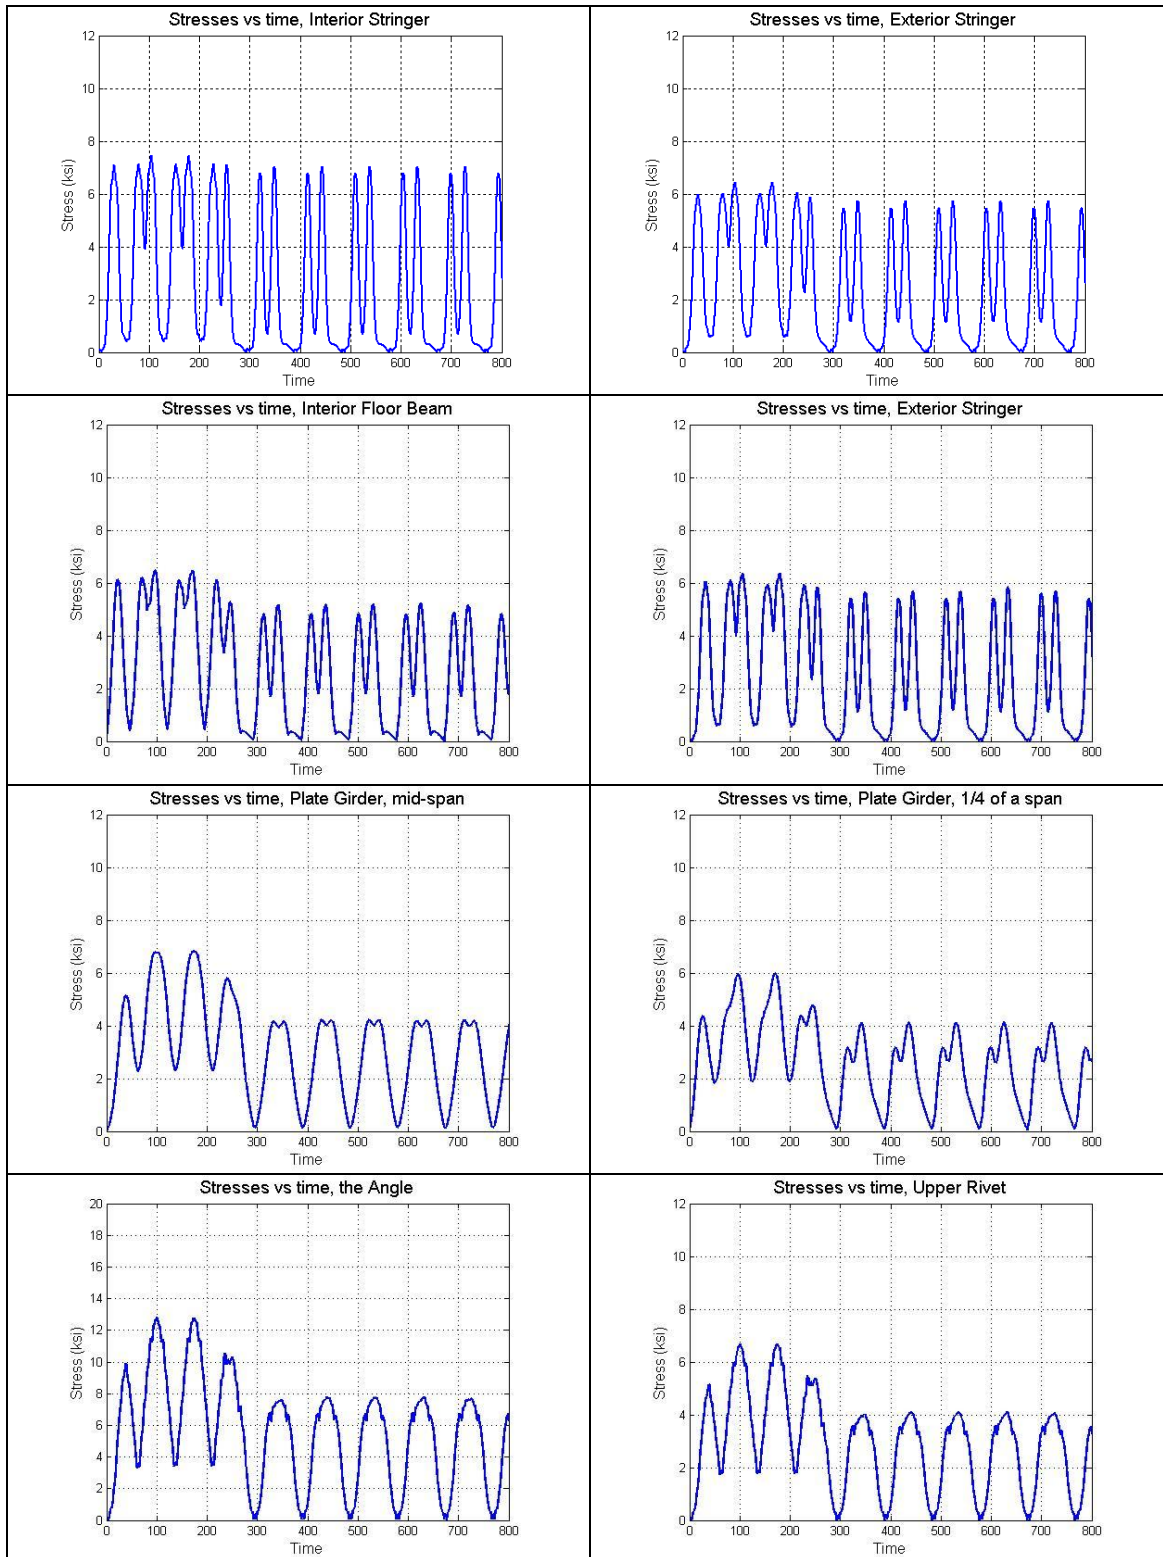 Stresses vs time, Interior Stringer
12
10
8
6
4
2
0
Stress (ksi)
0 100 200 300 400 500 600 700 800
Time
Stresses vs time, Exterior Stringer
12
10
8
6
4
2
0
Stress (ksi)
0 100 200 300 400 500 600 700 800
Time
Stresses vs time, Interior Floor Beam
12
10
8
6
4
2
0
Stress (ksi)
0 100 200 300 400 500 600 700 800
Time
Stresses vs time, Exterior Stringer
12
10
8
6
4
2
0
Stress (ksi)
0 100 200 300 400 500 600 700 800
Time
Stresses vs time, Plate Girder, mid-span
12
10
8
6
4
2
0
Stress (ksi)
0 100 200 300 400 500 600 700 800
Time
Stresses vs time, Plate Girder, 1/4 of a span
12
10
8
6
4
2
0
Stress (ksi)
0 100 200 300 400 500 600 700 800
Time
Stresses vs time, the Angle
20
18
16
14
12
10
8
6
4
2
0
Stress (ksi)
0 100 200 300 400 500 600 700 800
Time
Stresses vs time, Upper Rivet
12
10
8
6
4
2
0
Stress (ksi)
0 100 200 300 400 500 600 700 800
Time